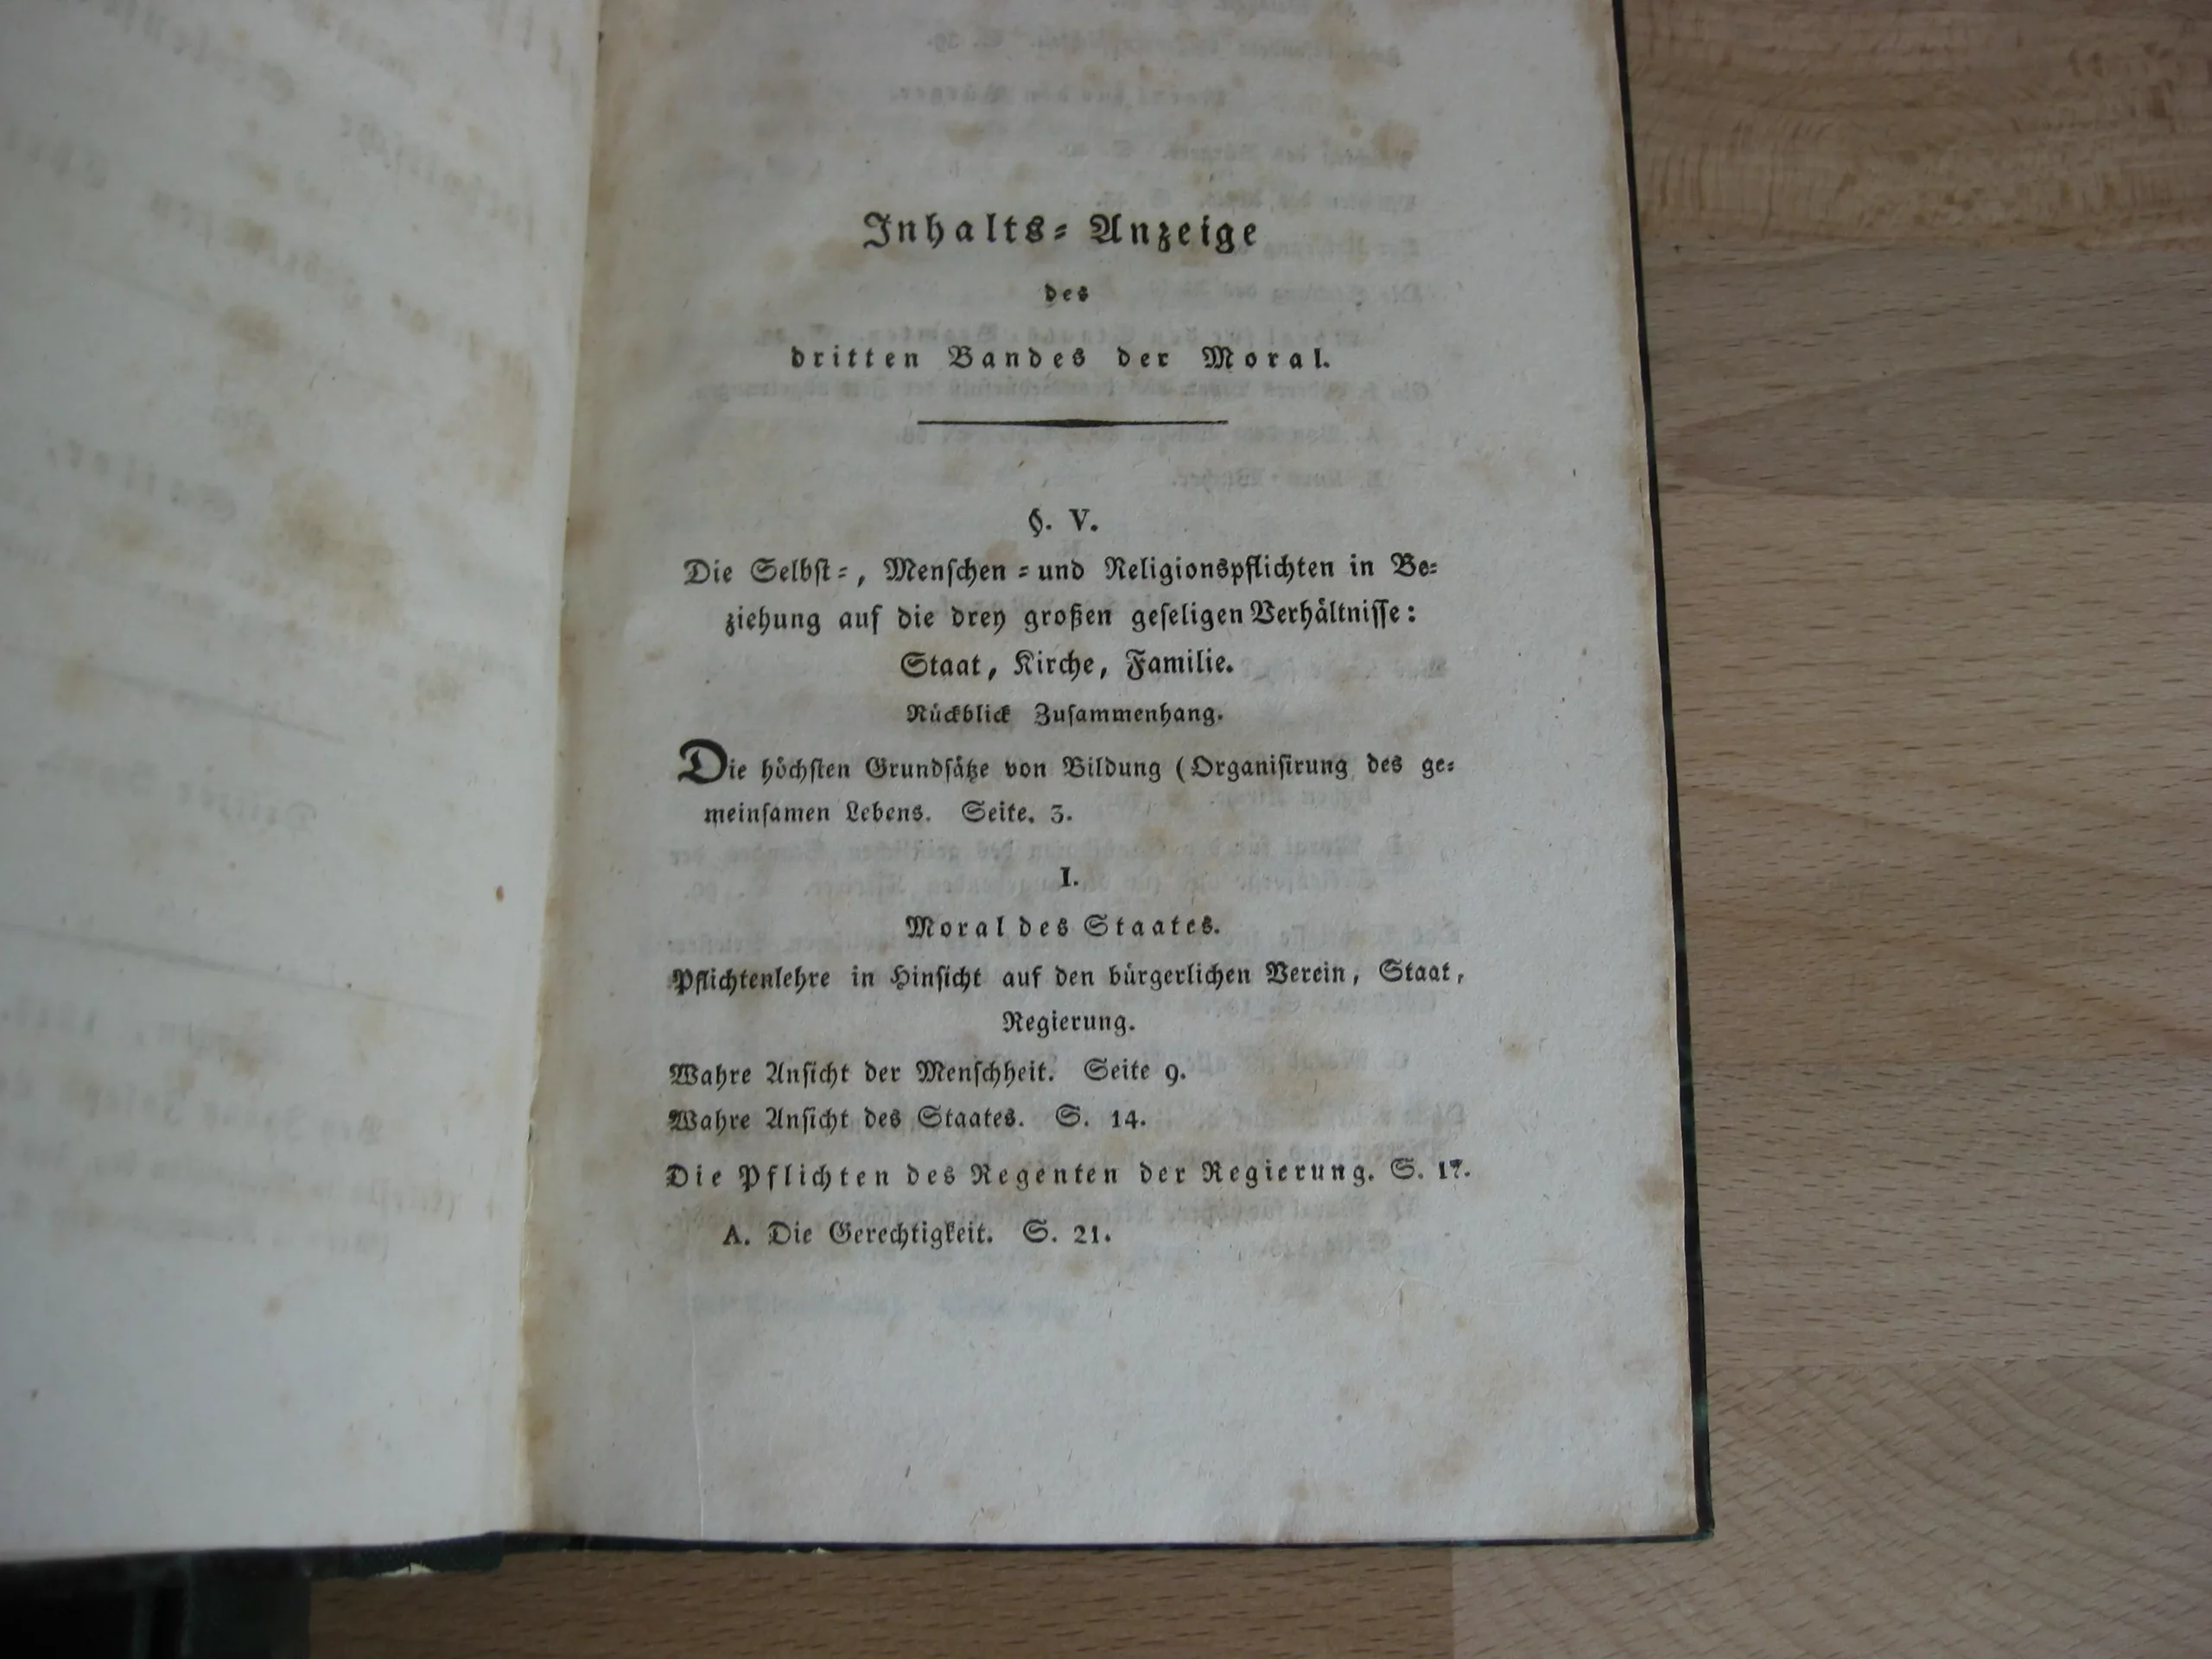 Inhalts-Anzeige
des
dritten Bandes der Moral.
§. V.
Die Selbst-, Menschen- und Religionspflichten in Be-
ziehung auf die drey großen geseligen Verhältnisse:
Staat, Kirche, Familie.
Rückblick Zusammenhang.
Die höchsten Grundsätze von Bildung (Organisirung des ge-
meinsamen Lebens. Seite. 3.
I.
Moral des Staates.
Pflichtenlehre in Hinsicht auf den bürgerlichen Verein, Staat,
Regierung.
Wahre Ansicht der Menschheit. Seite 9.
Wahre Ansicht des Staates. S. 14.
Die Pflichten des Regenten der Regierung. S. 17.
A. Die Gerechtigkeit. S. 21.